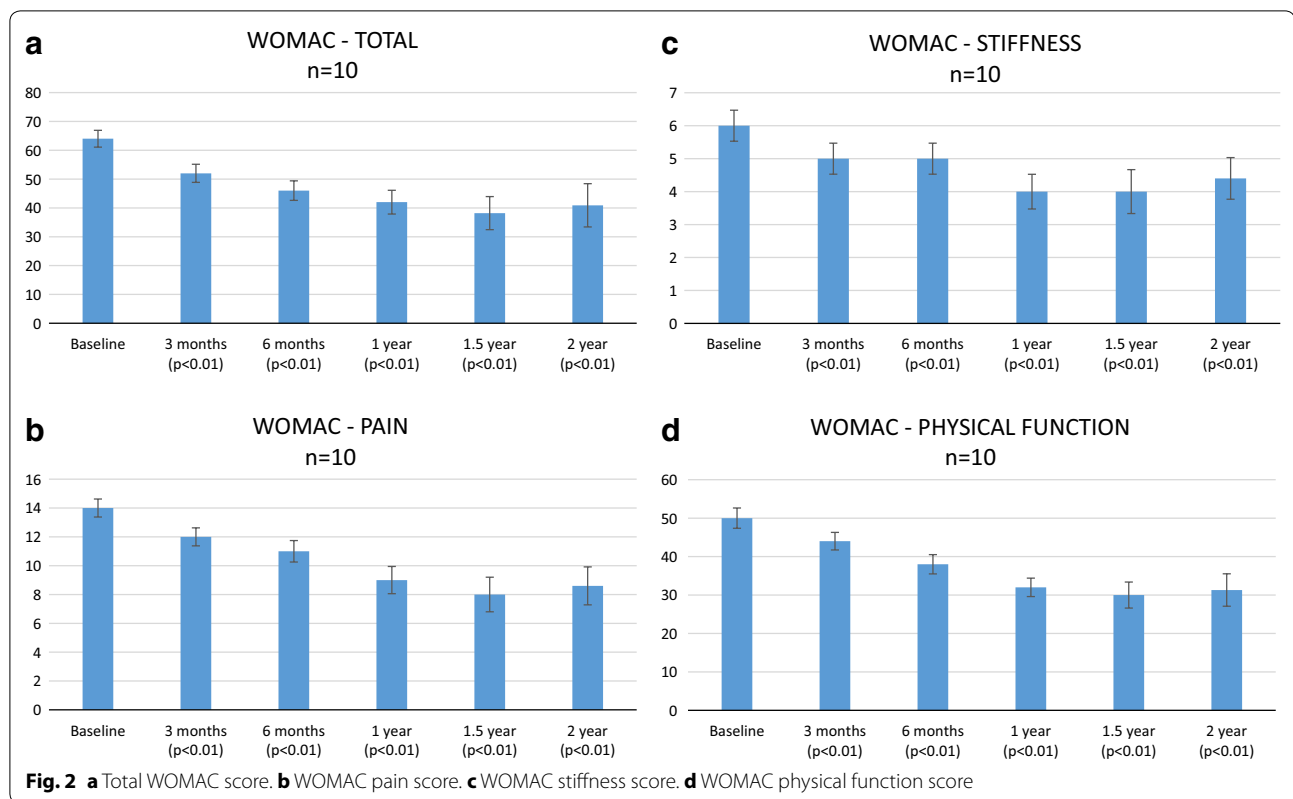 a
WOMAC - TOTAL
n=10
80
70
60
50
40
30
20
10
0
Baseline 3 months 6 months 1 year 1.5 year 2 year
(p<0.01) (p<0.01) (p<0.01) (p<0.01) (p<0.01)
b
WOMAC - PAIN
n=10
16
14
12
10
8
6
4
2
0
Baseline 3 months 6 months 1 year 1.5 year 2 year
(p<0.01) (p<0.01) (p<0.01) (p<0.01) (p<0.01)
c
WOMAC - STIFFNESS
n=10
7
6
5
4
3
2
1
0
Baseline 3 months 6 months 1 year 1.5 year 2 year
(p<0.01) (p<0.01) (p<0.01) (p<0.01) (p<0.01)
d
WOMAC - PHYSICAL FUNCTION
n=10
60
50
40
30
20
10
0
Baseline 3 months 6 months 1 year 1.5 year 2 year
(p<0.01) (p<0.01) (p<0.01) (p<0.01) (p<0.01)
Fig. 2 a Total WOMAC score. b WOMAC pain score. c WOMAC stiffness score. d WOMAC physical function score